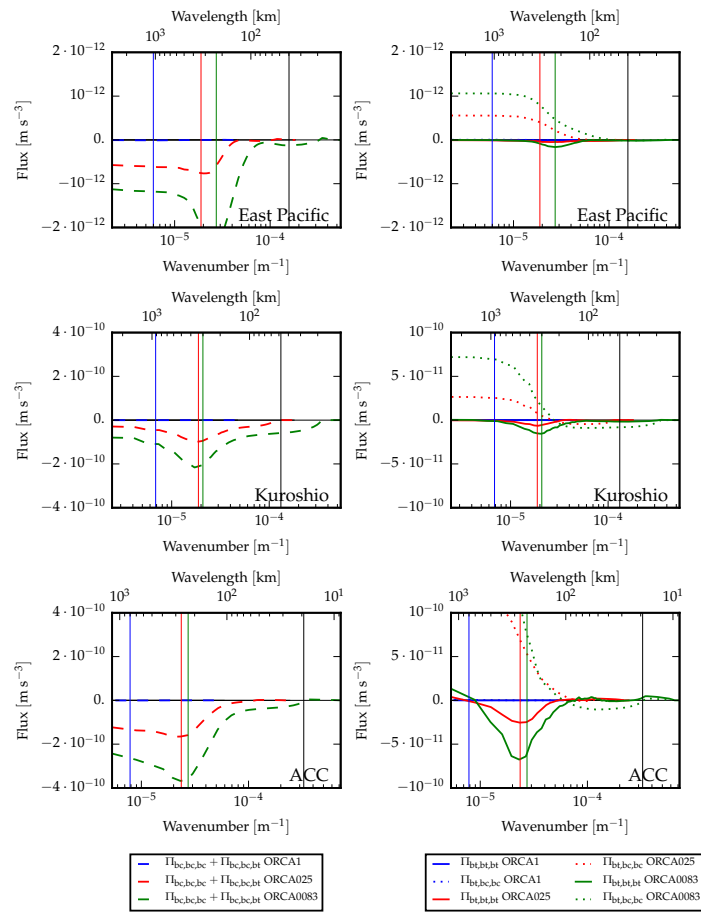 Wavelength [km]
10³ 10²
2 · 10⁻¹²
10⁻¹²
0.
−10⁻¹²
−2 · 10⁻¹²
Flux [m s⁻³]
East Pacific
10⁻⁵ 10⁻⁴
Wavenumber [m⁻¹]
Wavelength [km]
10³ 10²
2 · 10⁻¹²
10⁻¹²
0.
−10⁻¹²
−2 · 10⁻¹²
Flux [m s⁻³]
East Pacific
10⁻⁵ 10⁻⁴
Wavenumber [m⁻¹]
Wavelength [km]
10³ 10²
4 · 10⁻¹⁰
2 · 10⁻¹⁰
0.
−2 · 10⁻¹⁰
−4 · 10⁻¹⁰
Flux [m s⁻³]
Kuroshio
10⁻⁵ 10⁻⁴
Wavenumber [m⁻¹]
Wavelength [km]
10³ 10²
10⁻¹⁰
5 · 10⁻¹¹
0.
−5 · 10⁻¹¹
−10⁻¹⁰
Flux [m s⁻³]
Kuroshio
10⁻⁵ 10⁻⁴
Wavenumber [m⁻¹]
Wavelength [km]
10³ 10² 10¹
4 · 10⁻¹⁰
2 · 10⁻¹⁰
0.
−2 · 10⁻¹⁰
−4 · 10⁻¹⁰
Flux [m s⁻³]
ACC
10⁻⁵ 10⁻⁴
Wavenumber [m⁻¹]
Wavelength [km]
10³ 10² 10¹
10⁻¹⁰
5 · 10⁻¹¹
0.
−5 · 10⁻¹¹
−10⁻¹⁰
Flux [m s⁻³]
ACC
10⁻⁵ 10⁻⁴
Wavenumber [m⁻¹]
Π_bc,bc,bc + Π_bc,bc,bt ORCA1
Π_bc,bc,bc + Π_bc,bc,bt ORCA025
Π_bc,bc,bc + Π_bc,bc,bt ORCA0083
Π_bt,bt,bt ORCA1
Π_bt,bc,bc ORCA1
Π_bt,bt,bt ORCA025
Π_bt,bc,bc ORCA025
Π_bt,bt,bt ORCA0083
Π_bt,bc,bc ORCA0083